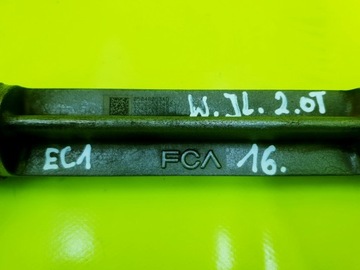 W. JL. 2.0T
EC1 FCA 16.